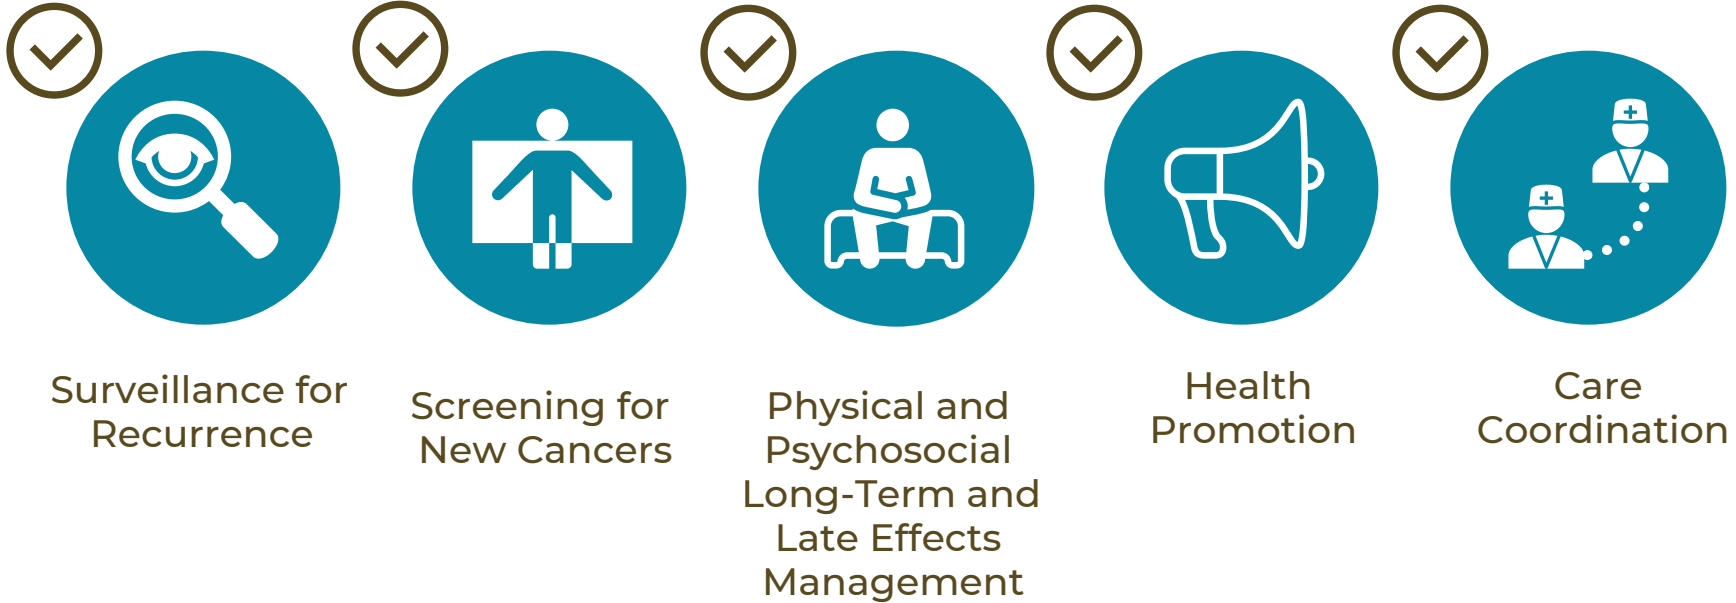 Surveillance for
Recurrence
Screening for
New Cancers
Physical and
Psychosocial
Long-Term and
Late Effects
Management
Health
Promotion
Care
Coordination